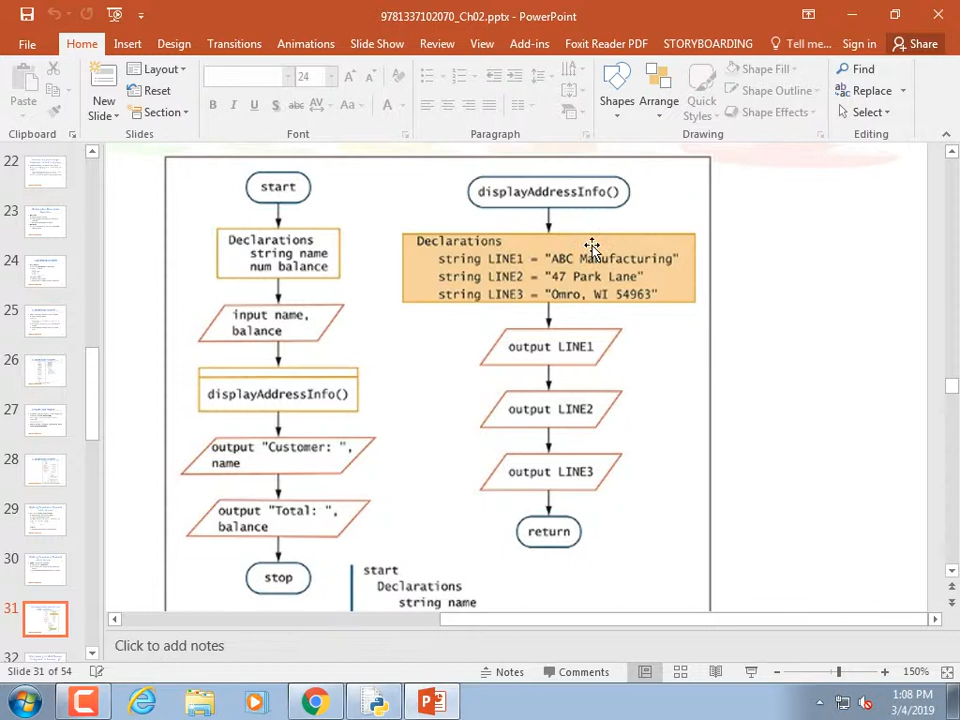 9781337102070_Ch02.pptx - PowerPoint
File Home Insert Design Transitions Animations Slide Show Review View Add-ins Foxit Reader PDF STORYBOARDING Tell me... Sign in Share
Paste
Clipboard
New Slide
Layout
Reset
Section
Slides
24
B I U S abc AV Aa A
Font
Paragraph
Shapes
Arrange
Quick Styles
Shape Fill
Shape Outline
Shape Effects
Drawing
Find
Replace
Select
Editing
22
23
24
25
26
27
28
29
30
31
32
start
Declarations
string name
num balance
input name,
balance
displayAddressInfo()
output "Customer: ",
name
output "Total: ",
balance
stop
displayAddressInfo()
Declarations
string LINE1 = "ABC Manufacturing"
string LINE2 = "47 Park Lane"
string LINE3 = "Omro, WI 54963"
output LINE1
output LINE2
output LINE3
return
start
Declarations
string name
Click to add notes
Slide 31 of 54
Notes
Comments
150%
1:08 PM
3/4/2019